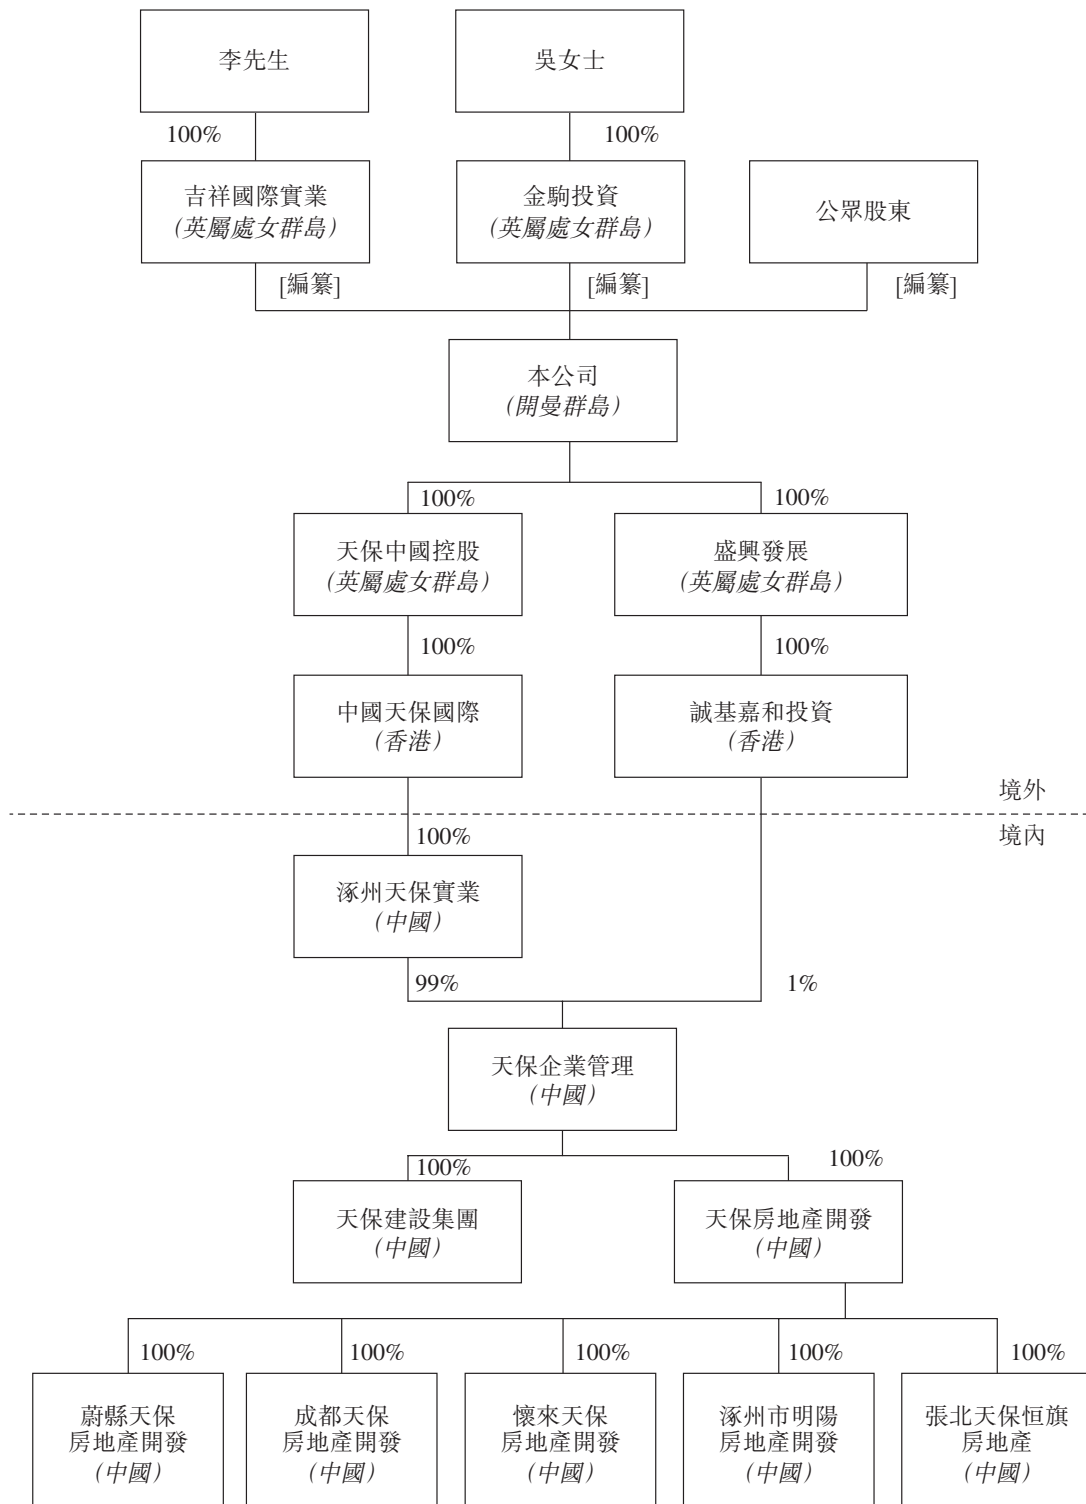 李先生
吳女士
100%
100%
吉祥國際實業
（英屬處女群島）
金駒投資
（英屬處女群島）
公眾股東
[編纂]
[編纂]
[編纂]
本公司
（開曼群島）
100%
100%
天保中國控股
（英屬處女群島）
盛興發展
（英屬處女群島）
100%
100%
中國天保國際
（香港）
誠基嘉和投資
（香港）
境外
境內
100%
涿州天保實業
（中國）
99%
1%
天保企業管理
（中國）
100%
100%
天保建設集團
（中國）
天保房地產開發
（中國）
100%
100%
100%
100%
100%
蔚縣天保
房地產開發
（中國）
成都天保
房地產開發
（中國）
懷來天保
房地產開發
（中國）
涿州市明陽
房地產開發
（中國）
張北天保恒旗
房地產
（中國）